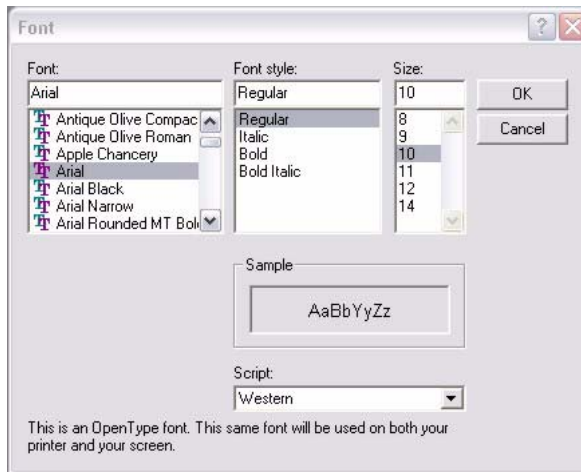 Font
Font:
Arial
Antique Olive Compac
Antique Olive Roman
Apple Chancery
Arial
Arial Black
Arial Narrow
Arial Rounded MT Bol
Font style:
Regular
Regular
Italic
Bold
Bold Italic
Size:
10
8
9
10
11
12
14
OK
Cancel
Sample
AaBbYyZz
Script:
Western
This is an OpenType font. This same font will be used on both your
printer and your screen.